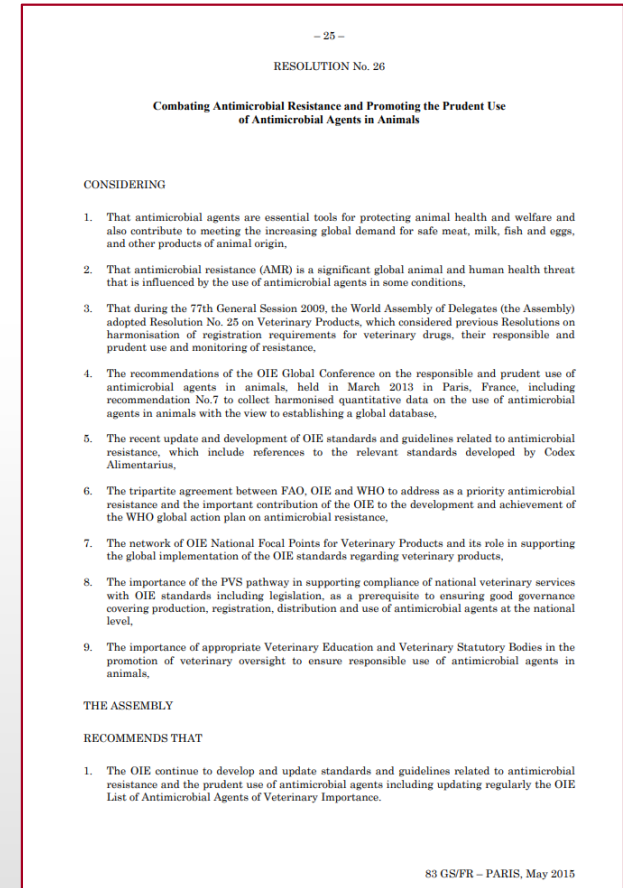 – 25 –
RESOLUTION No. 26
Combating Antimicrobial Resistance and Promoting the Prudent Use
of Antimicrobial Agents in Animals
CONSIDERING
1. That antimicrobial agents are essential tools for protecting animal health and welfare and
also contribute to meeting the increasing global demand for safe meat, milk, fish and eggs,
and other products of animal origin,
2. That antimicrobial resistance (AMR) is a significant global animal and human health threat
that is influenced by the use of antimicrobial agents in some conditions,
3. That during the 77th General Session 2009, the World Assembly of Delegates (the Assembly)
adopted Resolution No. 25 on Veterinary Products, which considered previous Resolutions on
harmonisation of registration requirements for veterinary drugs, their responsible and
prudent use and monitoring of resistance,
4. The recommendations of the OIE Global Conference on the responsible and prudent use of
antimicrobial agents in animals, held in March 2013 in Paris, France, including
recommendation No.7 to collect harmonised quantitative data on the use of antimicrobial
agents in animals with the view to establishing a global database,
5. The recent update and development of OIE standards and guidelines related to antimicrobial
resistance, which include references to the relevant standards developed by Codex
Alimentarius,
6. The tripartite agreement between FAO, OIE and WHO to address as a priority antimicrobial
resistance and the important contribution of the OIE to the development and achievement of
the WHO global action plan on antimicrobial resistance,
7. The network of OIE National Focal Points for Veterinary Products and its role in supporting
the global implementation of the OIE standards regarding veterinary products,
8. The importance of the PVS pathway in supporting compliance of national veterinary services
with OIE standards including legislation, as a prerequisite to ensuring good governance
covering production, registration, distribution and use of antimicrobial agents at the national
level,
9. The importance of appropriate Veterinary Education and Veterinary Statutory Bodies in the
promotion of veterinary oversight to ensure responsible use of antimicrobial agents in
animals,
THE ASSEMBLY
RECOMMENDS THAT
1. The OIE continue to develop and update standards and guidelines related to antimicrobial
resistance and the prudent use of antimicrobial agents including updating regularly the OIE
List of Antimicrobial Agents of Veterinary Importance.
83 GS/FR – PARIS, May 2015